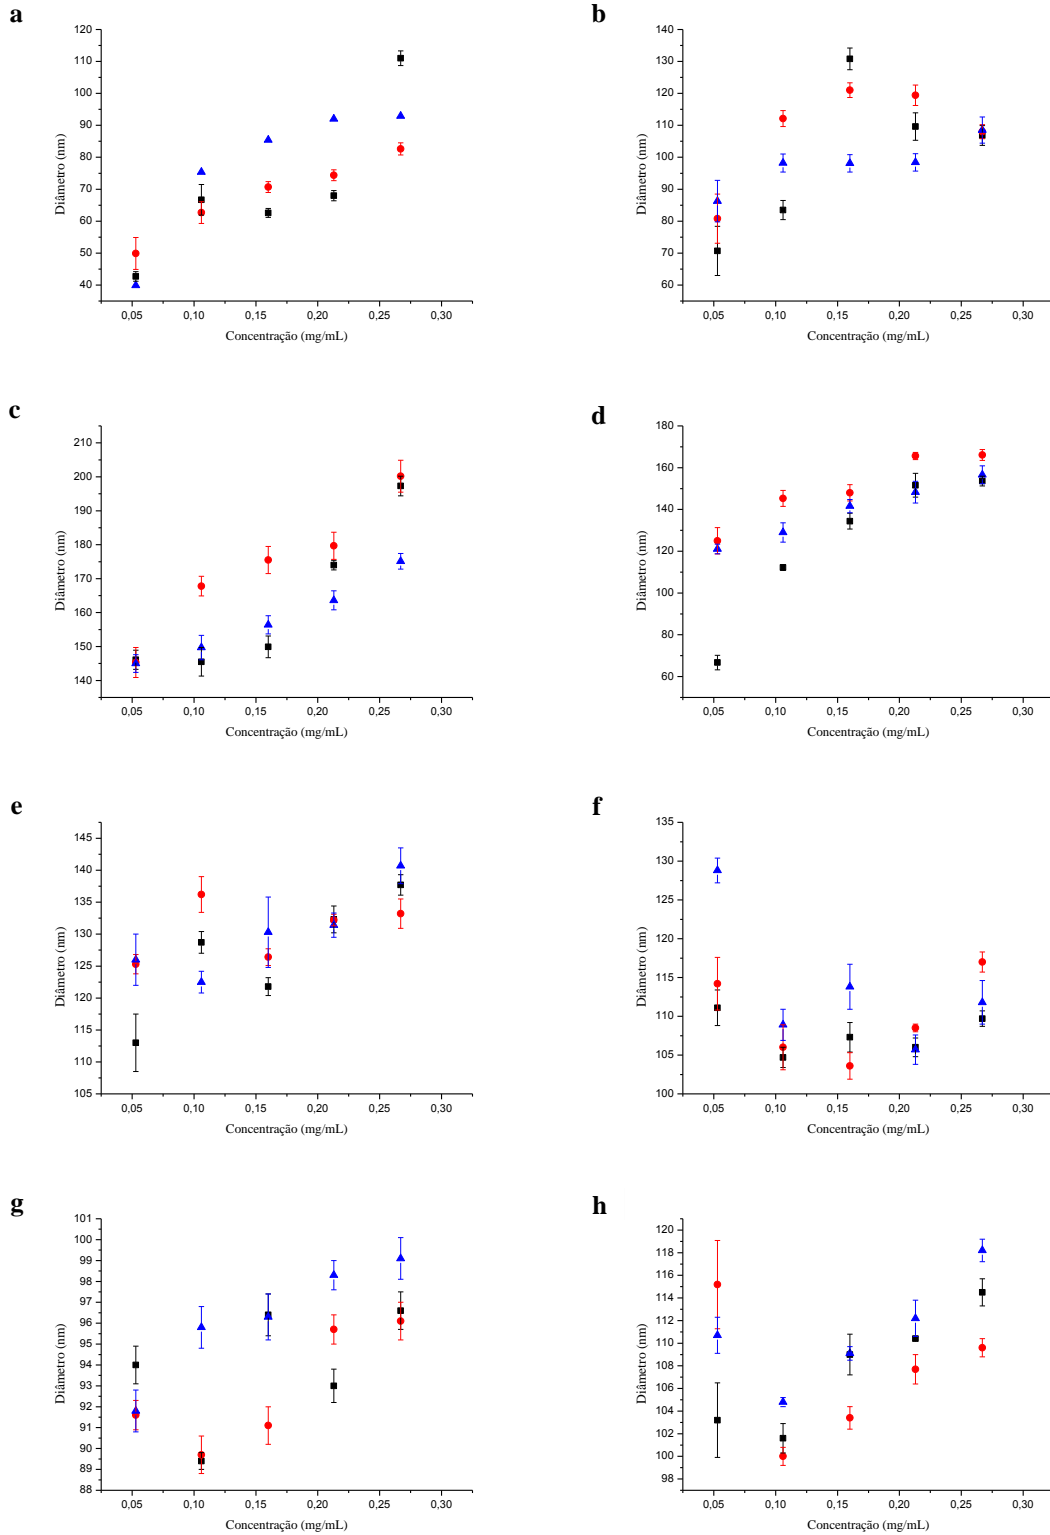 a
120
110
100
90
80
70
60
50
40
Diâmetro (nm)
0,05 0,10 0,15 0,20 0,25 0,30
Concentração (mg/mL)
b
140
130
120
110
100
90
80
70
60
Diâmetro (nm)
0,05 0,10 0,15 0,20 0,25 0,30
Concentração (mg/mL)
c
210
200
190
180
170
160
150
140
Diâmetro (nm)
0,05 0,10 0,15 0,20 0,25 0,30
Concentração (mg/mL)
d
180
160
140
120
100
80
60
Diâmetro (nm)
0,05 0,10 0,15 0,20 0,25 0,30
Concentração (mg/mL)
e
145
140
135
130
125
120
115
110
105
Diâmetro (nm)
0,05 0,10 0,15 0,20 0,25 0,30
Concentração (mg/mL)
f
135
130
125
120
115
110
105
100
Diâmetro (nm)
0,05 0,10 0,15 0,20 0,25 0,30
Concentração (mg/mL)
g
101
100
99
98
97
96
95
94
93
92
91
90
89
88
Diâmetro (nm)
0,05 0,10 0,15 0,20 0,25 0,30
Concentração (mg/mL)
h
120
118
116
114
112
110
108
106
104
102
100
98
Diâmetro (nm)
0,05 0,10 0,15 0,20 0,25 0,30
Concentração (mg/mL)